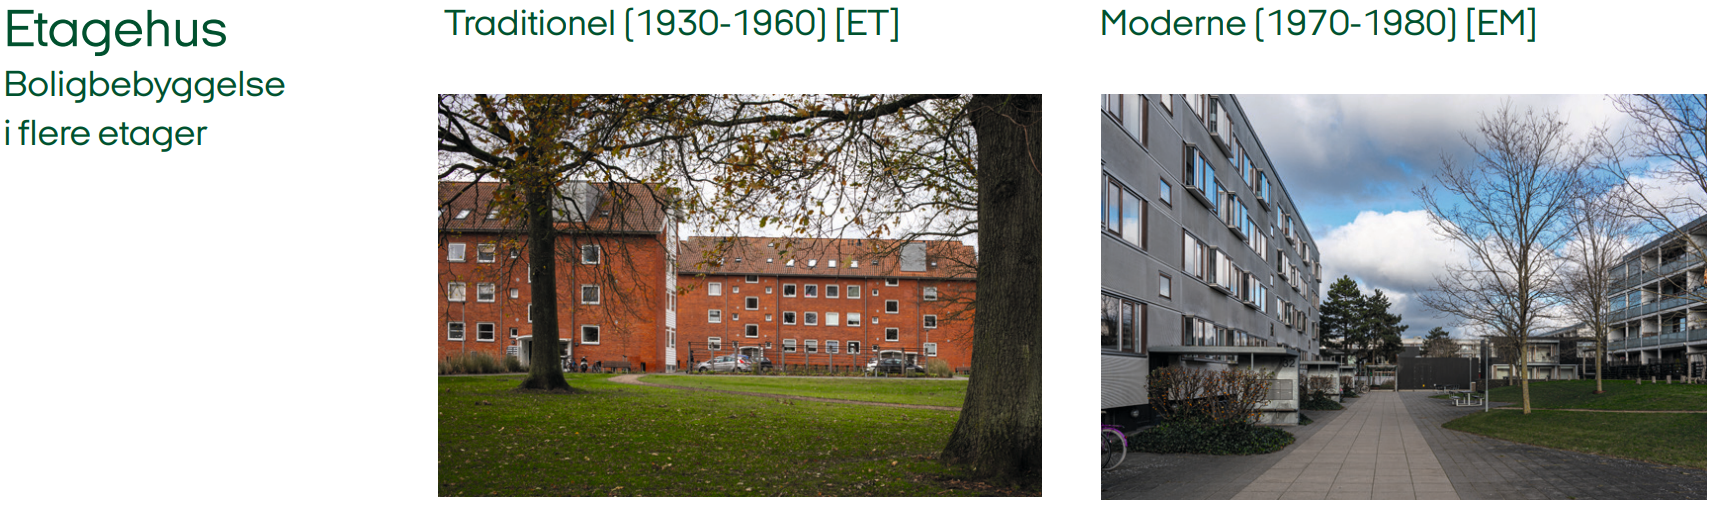 Etagehus
Boligbebyggelse
i flere etager
Traditionel (1930-1960) [ET]
Moderne (1970-1980) [EM]